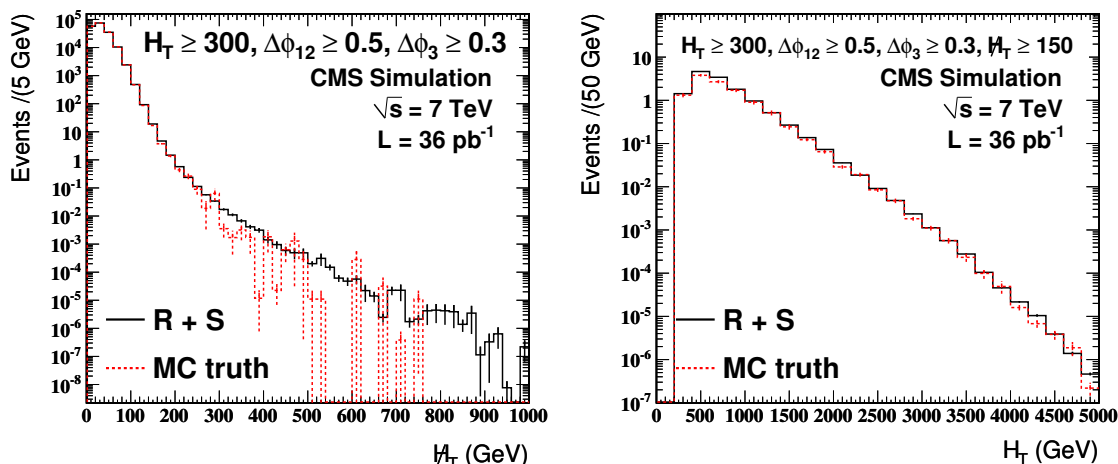 H_T ≥ 300, Δϕ_12 ≥ 0.5, Δϕ_3 ≥ 0.3
CMS Simulation
√s = 7 TeV
L = 36 pb^-1
Events /(5 GeV)
10^5
10^4
10^3
10^2
10
1
10^-1
10^-2
10^-3
10^-4
10^-5
10^-6
10^-7
10^-8
R + S
MC truth
0 100 200 300 400 500 600 700 800 900 1000
H̸_T (GeV)
H_T ≥ 300, Δϕ_12 ≥ 0.5, Δϕ_3 ≥ 0.3, H̸_T ≥ 150
CMS Simulation
√s = 7 TeV
L = 36 pb^-1
Events /(50 GeV)
10^2
10
1
10^-1
10^-2
10^-3
10^-4
10^-5
10^-6
10^-7
R + S
MC truth
0 500 1000 1500 2000 2500 3000 3500 4000 4500 5000
H_T (GeV)